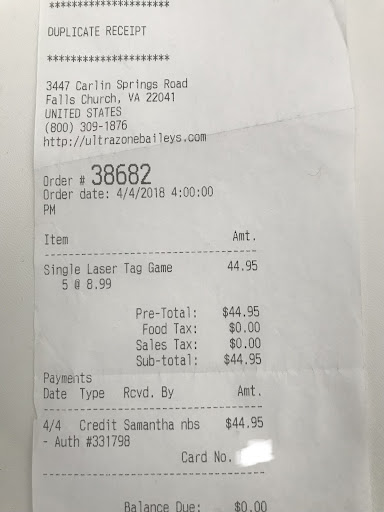 *********************
DUPLICATE RECEIPT
*********************
3447 Carlin Springs Road
Falls Church, VA 22041
UNITED STATES
(800) 309-1876
http://ultrazonebaileys.com
Order # 38682
Order date: 4/4/2018 4:00:00
PM
Item Amt.
Single Laser Tag Game 44.95
5 @ 8.99
Pre-Total: $44.95
Food Tax: $0.00
Sales Tax: $0.00
Sub-total: $44.95
Payments
Date Type Rcvd. By Amt.
4/4 Credit Samantha nbs $44.95
- Auth #331798
Card No.
Balance Due: $0.00